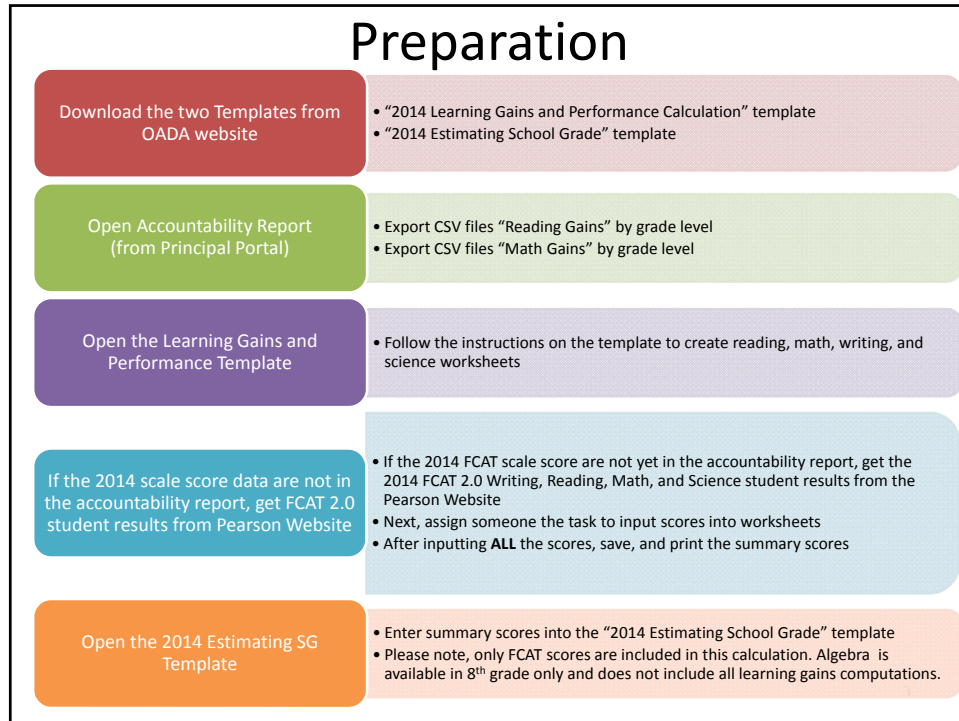 Preparation
Download the two Templates from
OADA website
• “2014 Learning Gains and Performance Calculation” template
• “2014 Estimating School Grade” template
Open Accountability Report
(from Principal Portal)
• Export CSV files “Reading Gains” by grade level
• Export CSV files “Math Gains” by grade level
Open the Learning Gains and
Performance Template
• Follow the instructions on the template to create reading, math, writing, and
science worksheets
If the 2014 scale score data are not in
the accountability report, get FCAT 2.0
student results from Pearson Website
• If the 2014 FCAT scale score are not yet in the accountability report, get the
2014 FCAT 2.0 Writing, Reading, Math, and Science student results from the
Pearson Website
• Next, assign someone the task to input scores into worksheets
• After inputting ALL the scores, save, and print the summary scores
Open the 2014 Estimating SG
Template
• Enter summary scores into the “2014 Estimating School Grade” template
• Please note, only FCAT scores are included in this calculation. Algebra is
available in 8th grade only and does not include all learning gains computations.